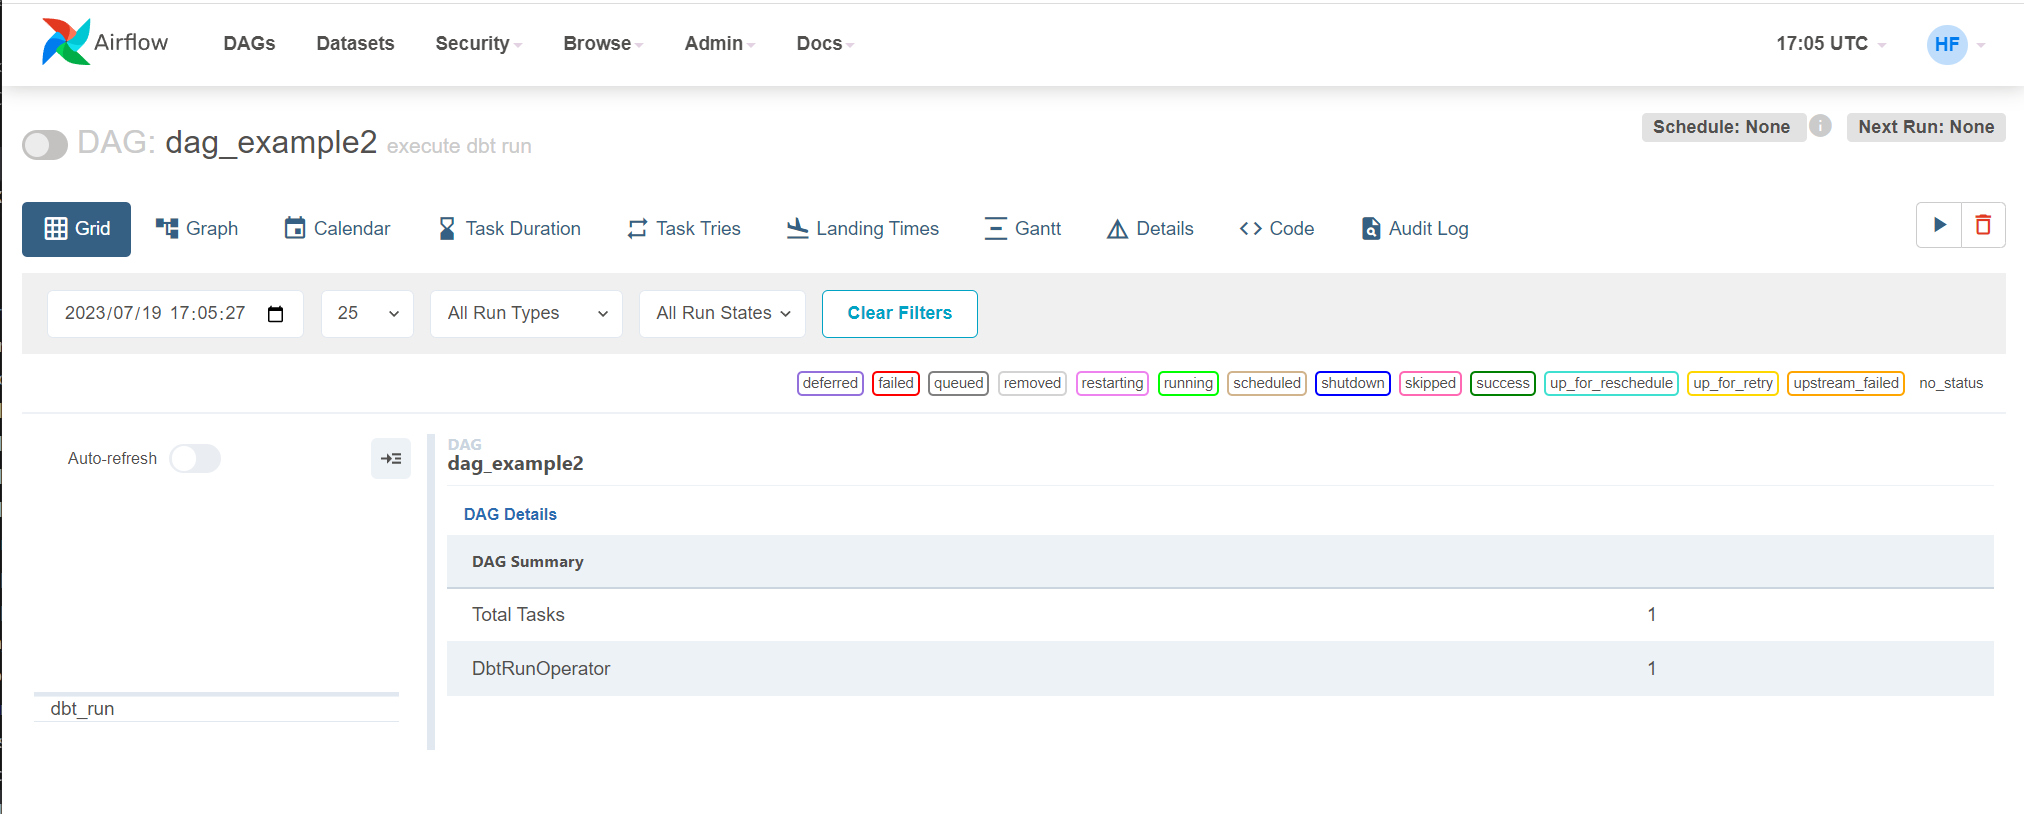 Airflow DAGs Datasets Security Browse Admin Docs 17:05 UTC HF
DAG: dag_example2 execute dbt run Schedule: None Next Run: None
Grid Graph Calendar Task Duration Task Tries Landing Times Gantt Details Code Audit Log
2023/07/19 17:05:27 25 All Run Types All Run States Clear Filters
deferred failed queued removed restarting running scheduled shutdown skipped success up_for_reschedule up_for_retry upstream_failed no_status
Auto-refresh
DAG
dag_example2
DAG Details
DAG Summary
Total Tasks 1
DbtRunOperator 1
dbt_run